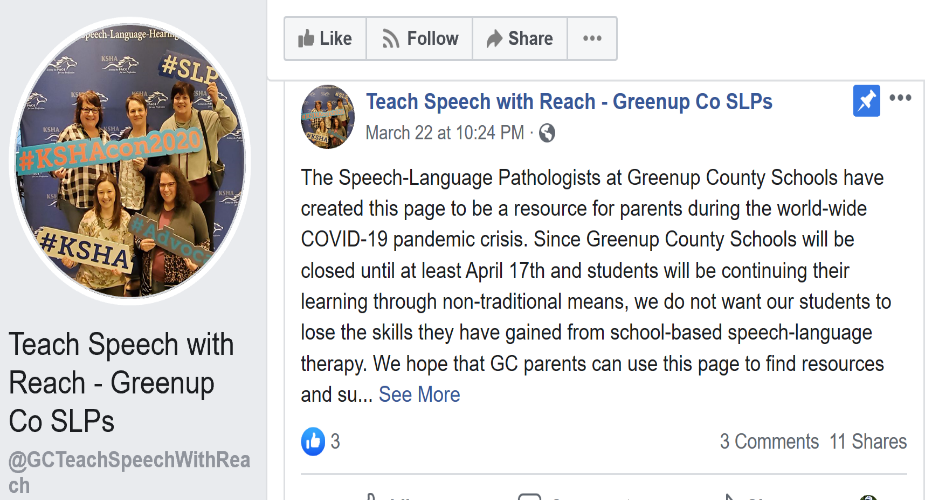 Speech-Language-Hearing
KSHA
#SLP
#KSHAcon2020
#KSHA
#Advoc
Teach Speech with
Reach - Greenup
Co SLPs
@GCTeachSpeechWithRea
ch
Like Follow Share
Teach Speech with Reach - Greenup Co SLPs
March 22 at 10:24 PM ·
The Speech-Language Pathologists at Greenup County Schools have
created this page to be a resource for parents during the world-wide
COVID-19 pandemic crisis. Since Greenup County Schools will be
closed until at least April 17th and students will be continuing their
learning through non-traditional means, we do not want our students to
lose the skills they have gained from school-based speech-language
therapy. We hope that GC parents can use this page to find resources
and su... See More
3
3 Comments 11 Shares